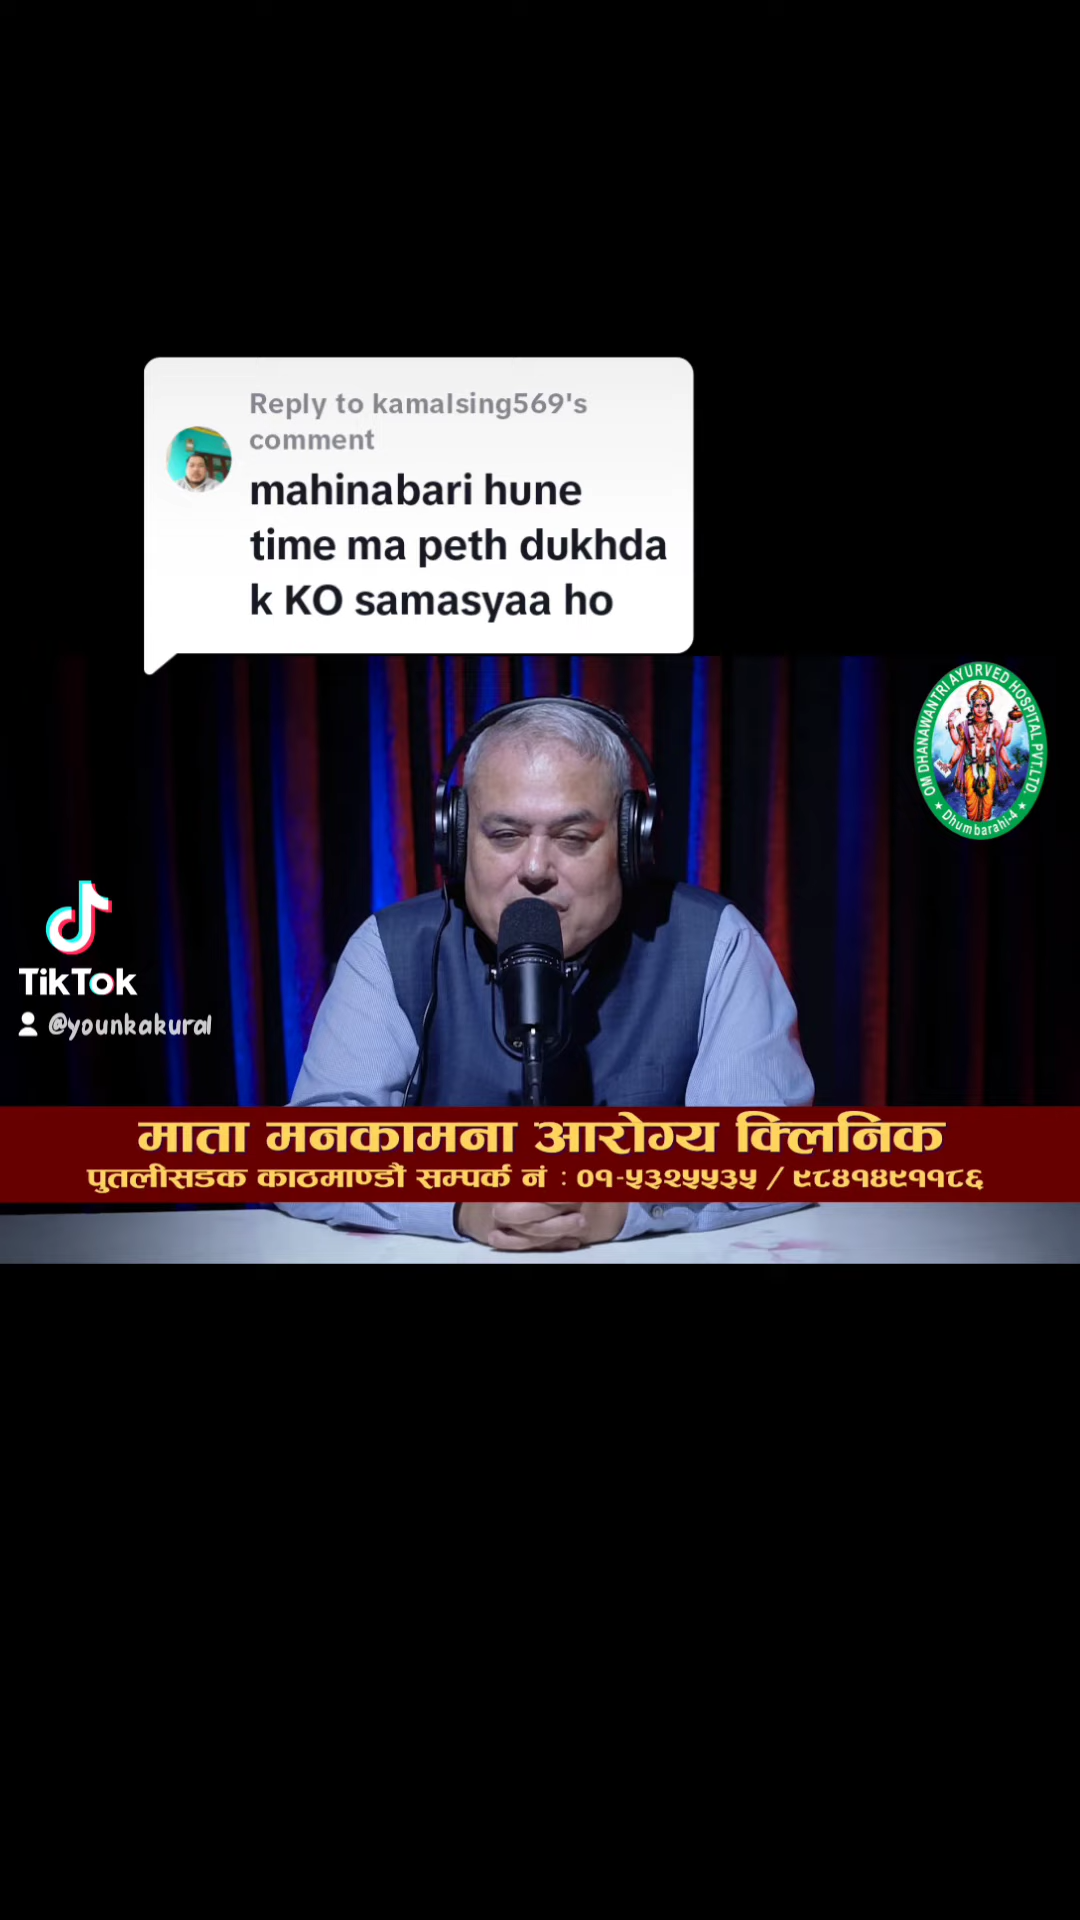 Reply to kamalsing569's
comment
mahinabari hune
time ma peth dukhda
k KO samasyaa ho
OM DHANAWANTRI AYURVED HOSPITAL PVT.LTD.
Dhumbarahi-4
TikTok
@younkakural
माता मनकामना आरोग्य क्लिनिक
पुतलीसडक काठमाण्डौं सम्पर्क नं : ०१-५३२५५३५ / ९८४१४९११८६